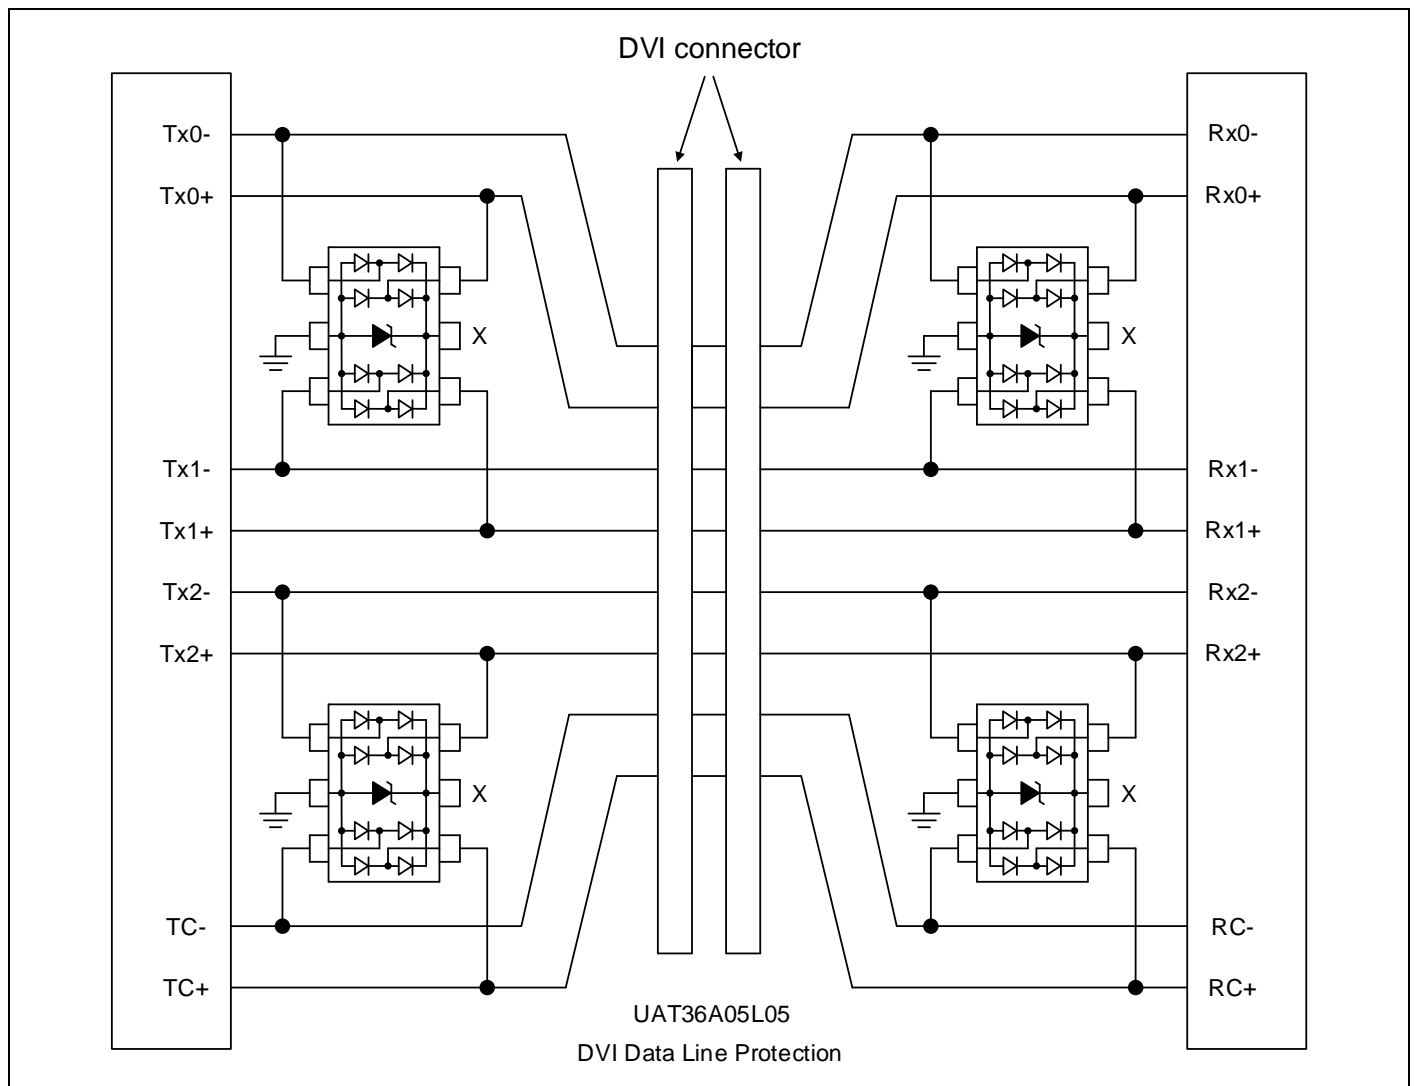 DVI connector
Tx0-
Rx0-
Tx0+
Rx0+
X
X
Tx1-
Rx1-
Tx1+
Rx1+
Tx2-
Rx2-
Tx2+
Rx2+
X
X
TC-
RC-
TC+
RC+
UAT36A05L05
DVI Data Line Protection